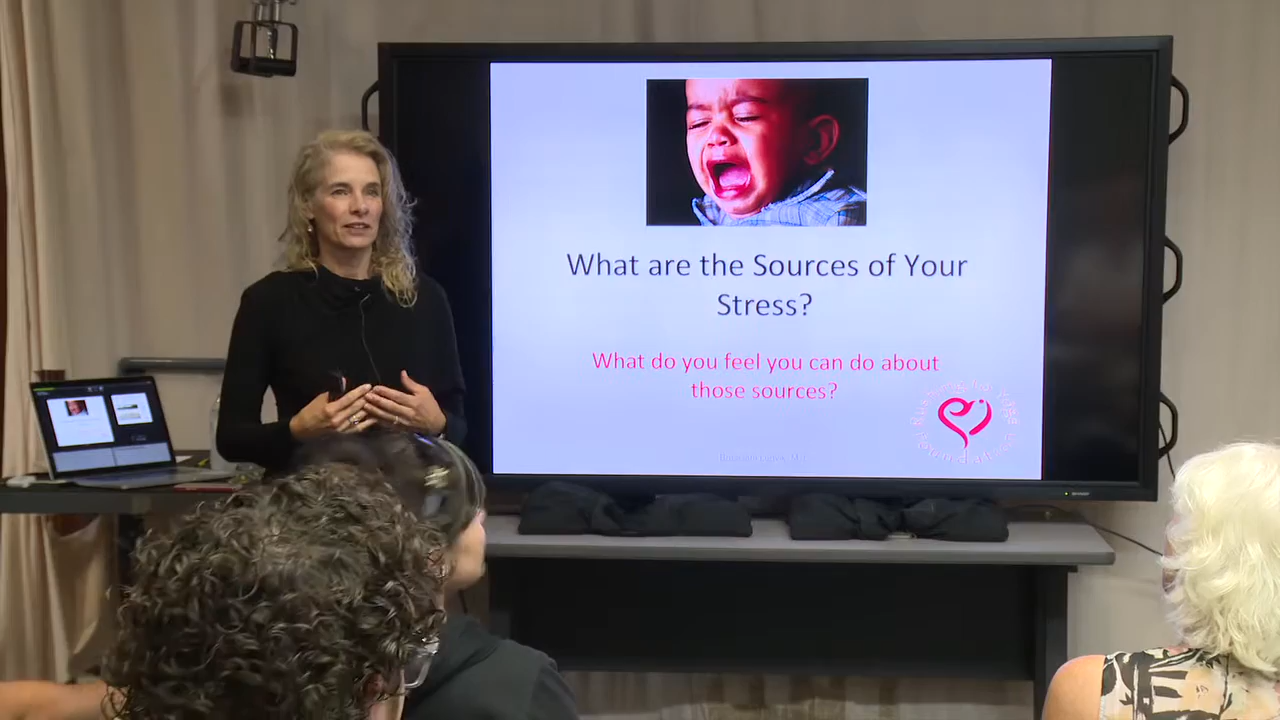 What are the Sources of Your
Stress?
What do you feel you can do about
those sources?